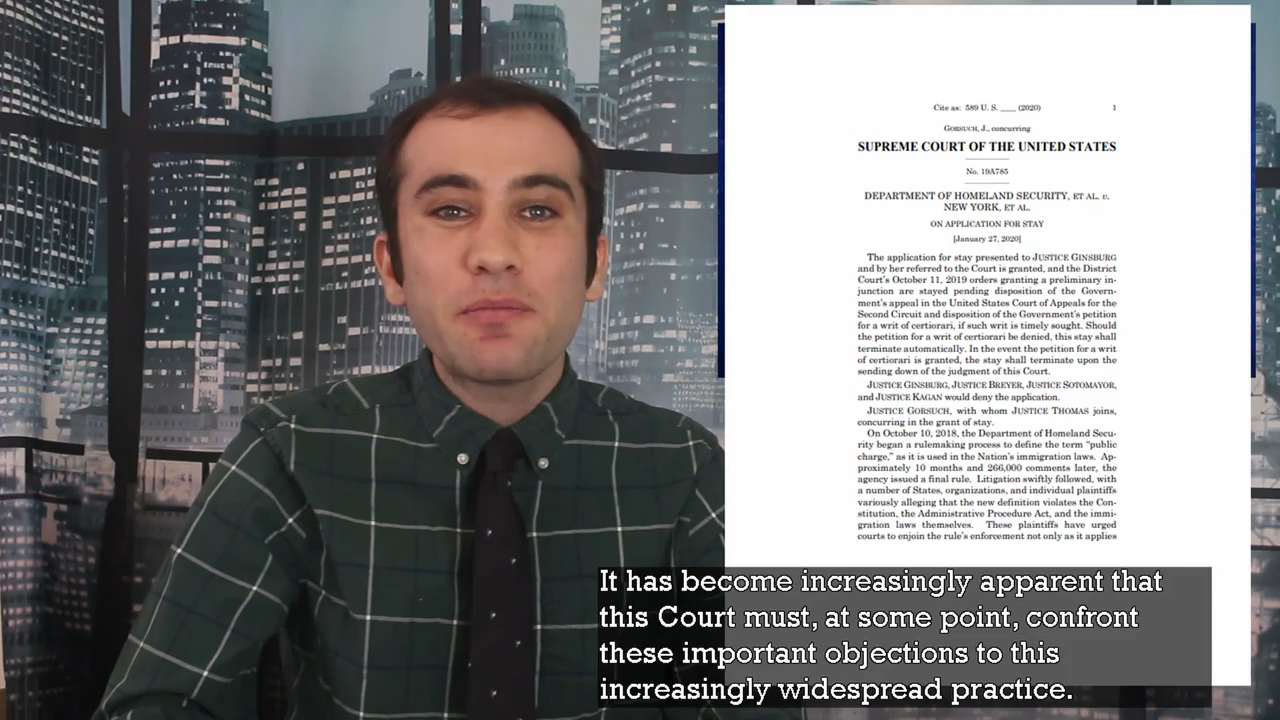 Cite as: 589 U. S. ____ (2020) 1
GORSUCH, J., concurring
SUPREME COURT OF THE UNITED STATES
No. 19A785
DEPARTMENT OF HOMELAND SECURITY, ET AL. v.
NEW YORK, ET AL.
ON APPLICATION FOR STAY
[January 27, 2020]
The application for stay presented to JUSTICE GINSBURG
and by her referred to the Court is granted, and the District
Court's October 11, 2019 orders granting a preliminary in-
junction are stayed pending disposition of the Govern-
ment's appeal in the United States Court of Appeals for the
Second Circuit and disposition of the Government's petition
for a writ of certiorari, if such writ is timely sought. Should
the petition for a writ of certiorari be denied, this stay shall
terminate automatically. In the event the petition for a writ
of certiorari is granted, the stay shall terminate upon the
sending down of the judgment of this Court.
JUSTICE GINSBURG, JUSTICE BREYER, JUSTICE SOTOMAYOR,
and JUSTICE KAGAN would deny the application.
JUSTICE GORSUCH, with whom JUSTICE THOMAS joins,
concurring in the grant of stay.
On October 10, 2018, the Department of Homeland Secu-
rity began a rulemaking process to define the term "public
charge," as it is used in the Nation's immigration laws. Ap-
proximately 10 months and 266,000 comments later, the
agency issued a final rule. Litigation swiftly followed, with
a number of States, organizations, and individual plaintiffs
variously alleging that the new definition violates the Con-
stitution, the Administrative Procedure Act, and the immi-
gration laws themselves. These plaintiffs have urged
courts to enjoin the rule's enforcement not only as it applies
It has become increasingly apparent that
this Court must, at some point, confront
these important objections to this
increasingly widespread practice.